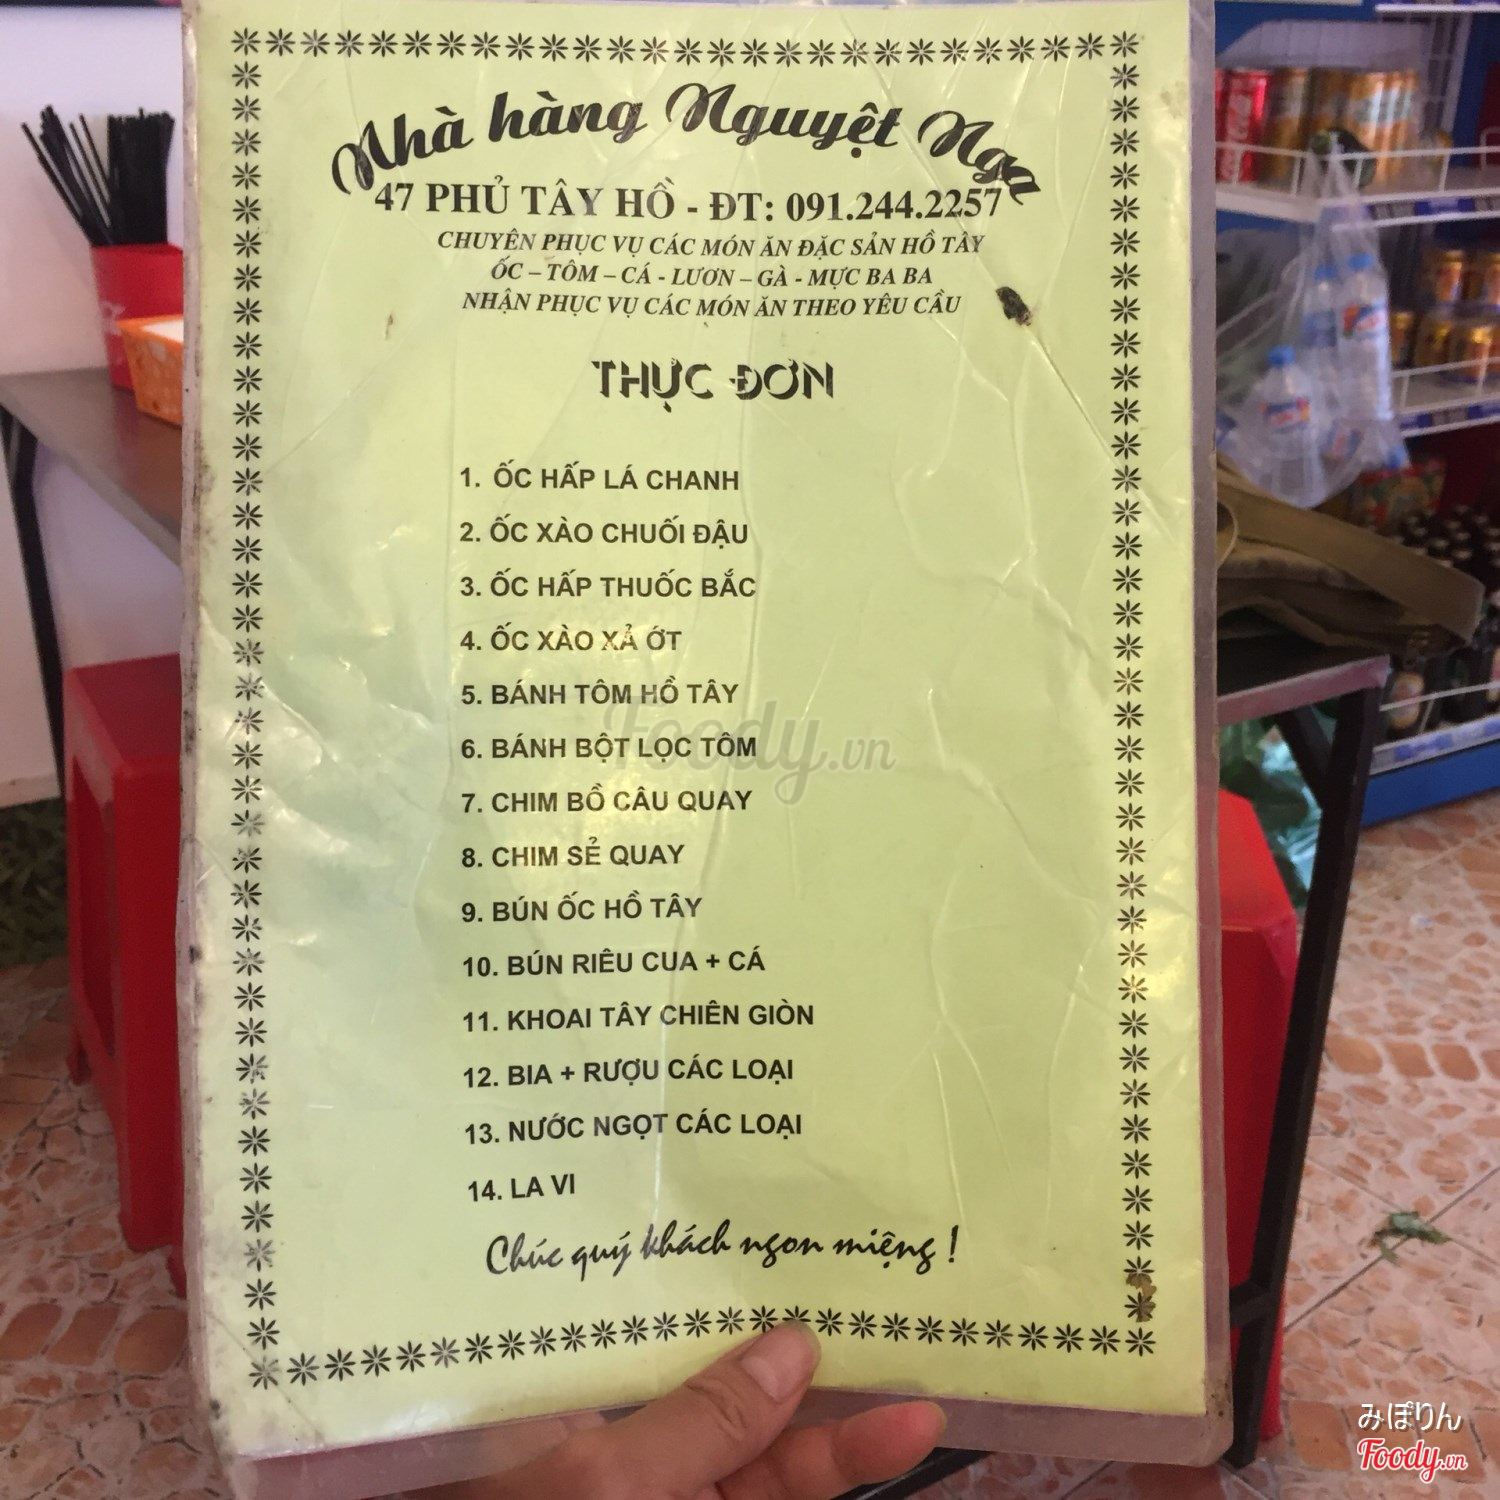 Nhà hàng Nguyệt Nga
47 PHỦ TÂY HỒ - ĐT: 091.244.2257
CHUYÊN PHỤC VỤ CÁC MÓN ĂN ĐẶC SẢN HỒ TÂY
ỐC – TÔM – CÁ - LƯƠN – GÀ - MỰC BA BA
NHẬN PHỤC VỤ CÁC MÓN ĂN THEO YÊU CẦU
THỰC ĐƠN
1. ỐC HẤP LÁ CHANH
2. ỐC XÀO CHUỐI ĐẬU
3. ỐC HẤP THUỐC BẮC
4. ỐC XÀO XẢ ỚT
5. BÁNH TÔM HỒ TÂY
6. BÁNH BỘT LỌC TÔM
Foody.vn
7. CHIM BỒ CÂU QUAY
8. CHIM SẺ QUAY
9. BÚN ỐC HỒ TÂY
10. BÚN RIÊU CUA + CÁ
11. KHOAI TÂY CHIÊN GIÒN
12. BIA + RƯỢU CÁC LOẠI
13. NƯỚC NGỌT CÁC LOẠI
14. LA VI
Chúc quý khách ngon miệng !
みぽりん
Foody.vn